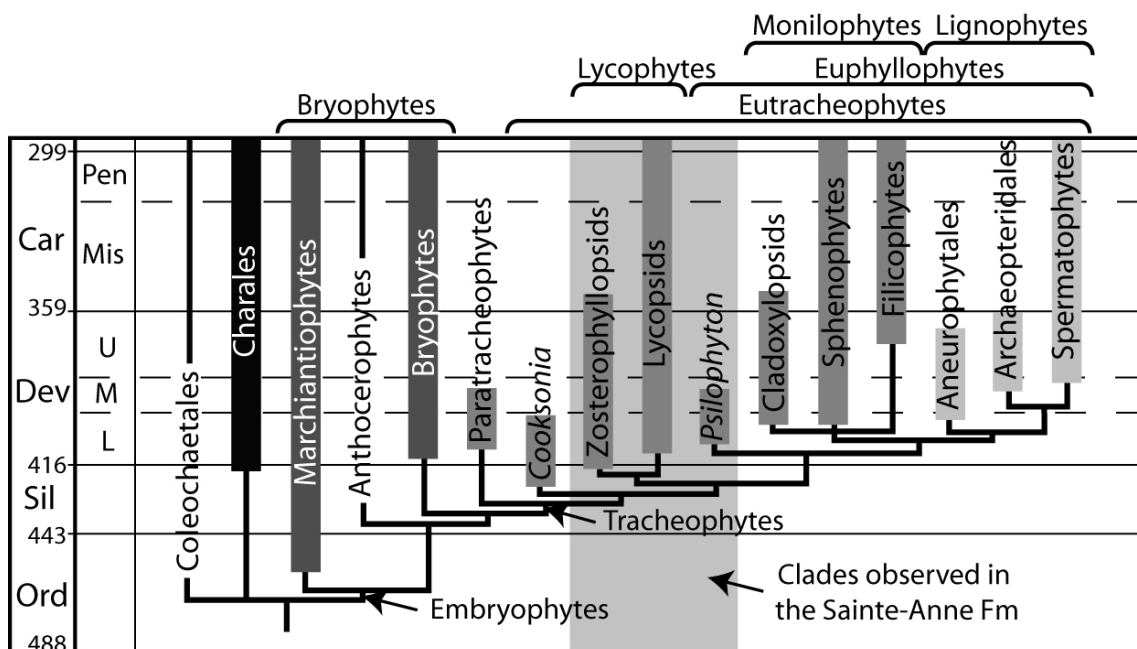 Monilophytes Lignophytes
Lycophytes Euphyllophytes
Bryophytes Eutracheophytes
299
Pen
Car
Mis
359
U
Dev M
L
416
Sil
443
Ord
488
Coleochaetales
Charales
Marchiantiophytes
Anthocerophytes
Bryophytes
Paratracheophytes
Cooksonia
Zosterophyllopsids
Lycopsids
Psilophyton
Cladoxylopsids
Sphenophytes
Filicophytes
Aneurophytales
Archaeopteridales
Spermatophytes
Tracheophytes
Embryophytes
Clades observed in
the Sainte-Anne Fm